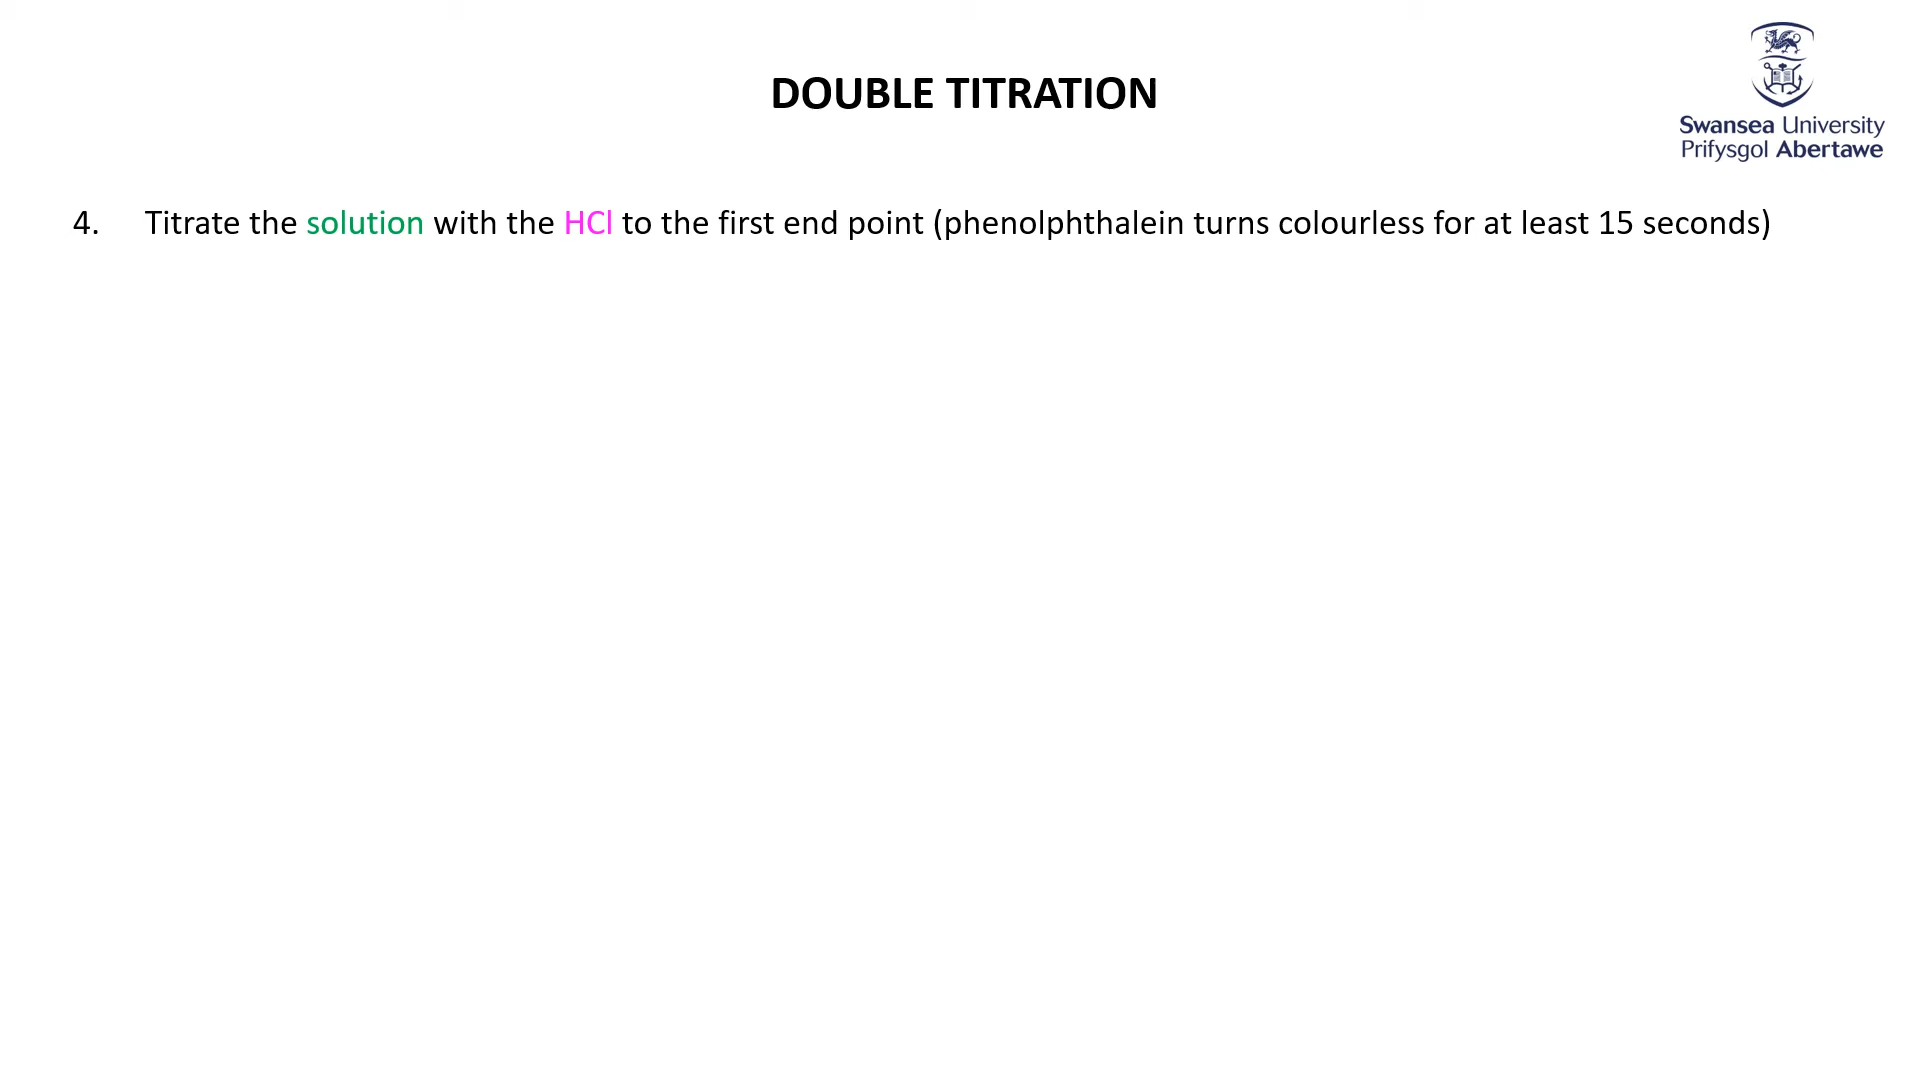 DOUBLE TITRATION
Swansea University
Prifysgol Abertawe
4. Titrate the solution with the HCl to the first end point (phenolphthalein turns colourless for at least 15 seconds)